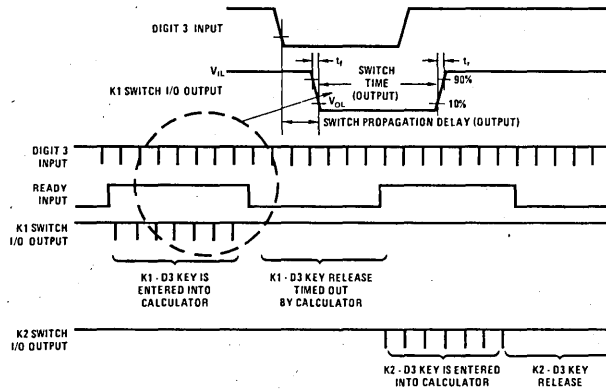 DIGIT 3 INPUT
tf
tr
VIL
SWITCH
TIME
(OUTPUT)
90%
K1 SWITCH I/O OUTPUT
VOL
10%
SWITCH PROPAGATION DELAY (OUTPUT)
DIGIT 3
INPUT
READY
INPUT
K1 SWITCH
I/O OUTPUT
K1 - D3 KEY IS
ENTERED INTO
CALCULATOR
K1 - D3 KEY RELEASE
TIMED OUT
BY CALCULATOR
K2 SWITCH
I/O OUTPUT
K2 - D3 KEY IS ENTERED
INTO CALCULATOR
K2 - D3 KEY
RELEASE